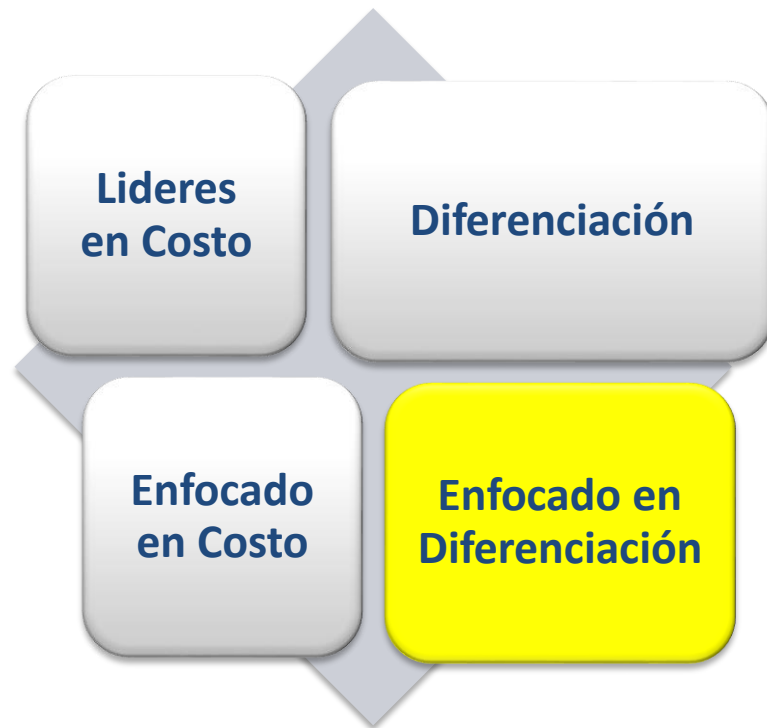 Lideres
en Costo
Diferenciación
Enfocado
en Costo
Enfocado en
Diferenciación